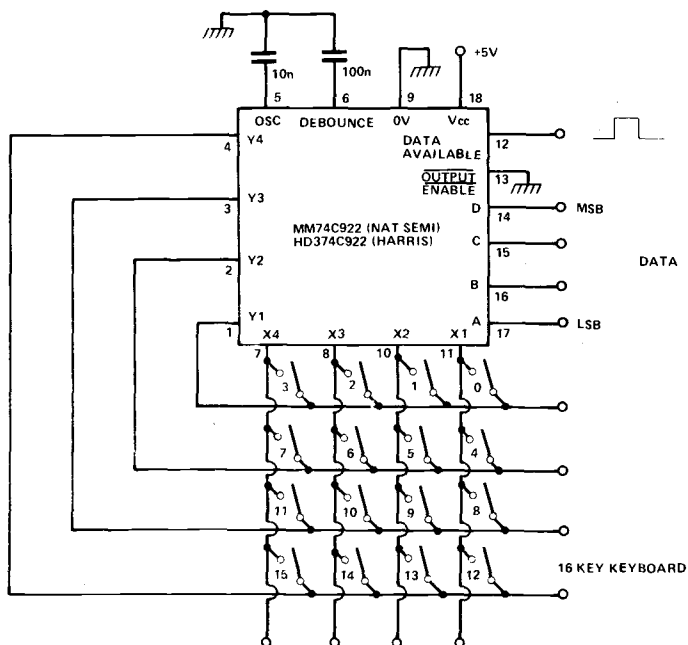 10n
100n
+5V
5
6
9
18
OSC
DEBOUNCE
0V
Vcc
4
Y4
DATA
AVAILABLE
12
OUTPUT
ENABLE
13
3
Y3
D
14
MSB
MM74C922 (NAT SEMI)
HD374C922 (HARRIS)
C
15
2
Y2
DATA
B
16
1
Y1
A
17
LSB
X4
X3
X2
X1
7
8
10
11
3
2
1
0
7
6
5
4
11
10
9
8
15
14
13
12
16 KEY KEYBOARD